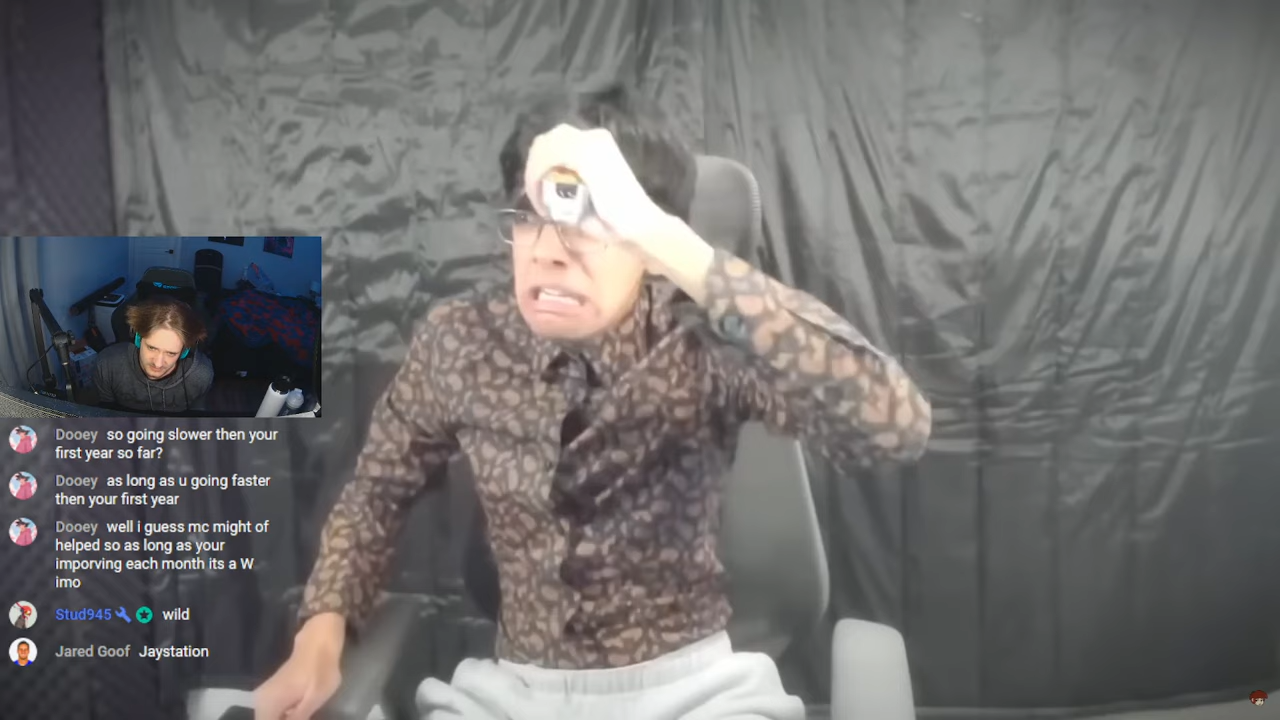 Dooey so going slower then your
first year so far?
Dooey as long as u going faster
then your first year
Dooey well i guess mc might of
helped so as long as your
imporving each month its a W
imo
Stud945 wild
Jared Goof Jaystation